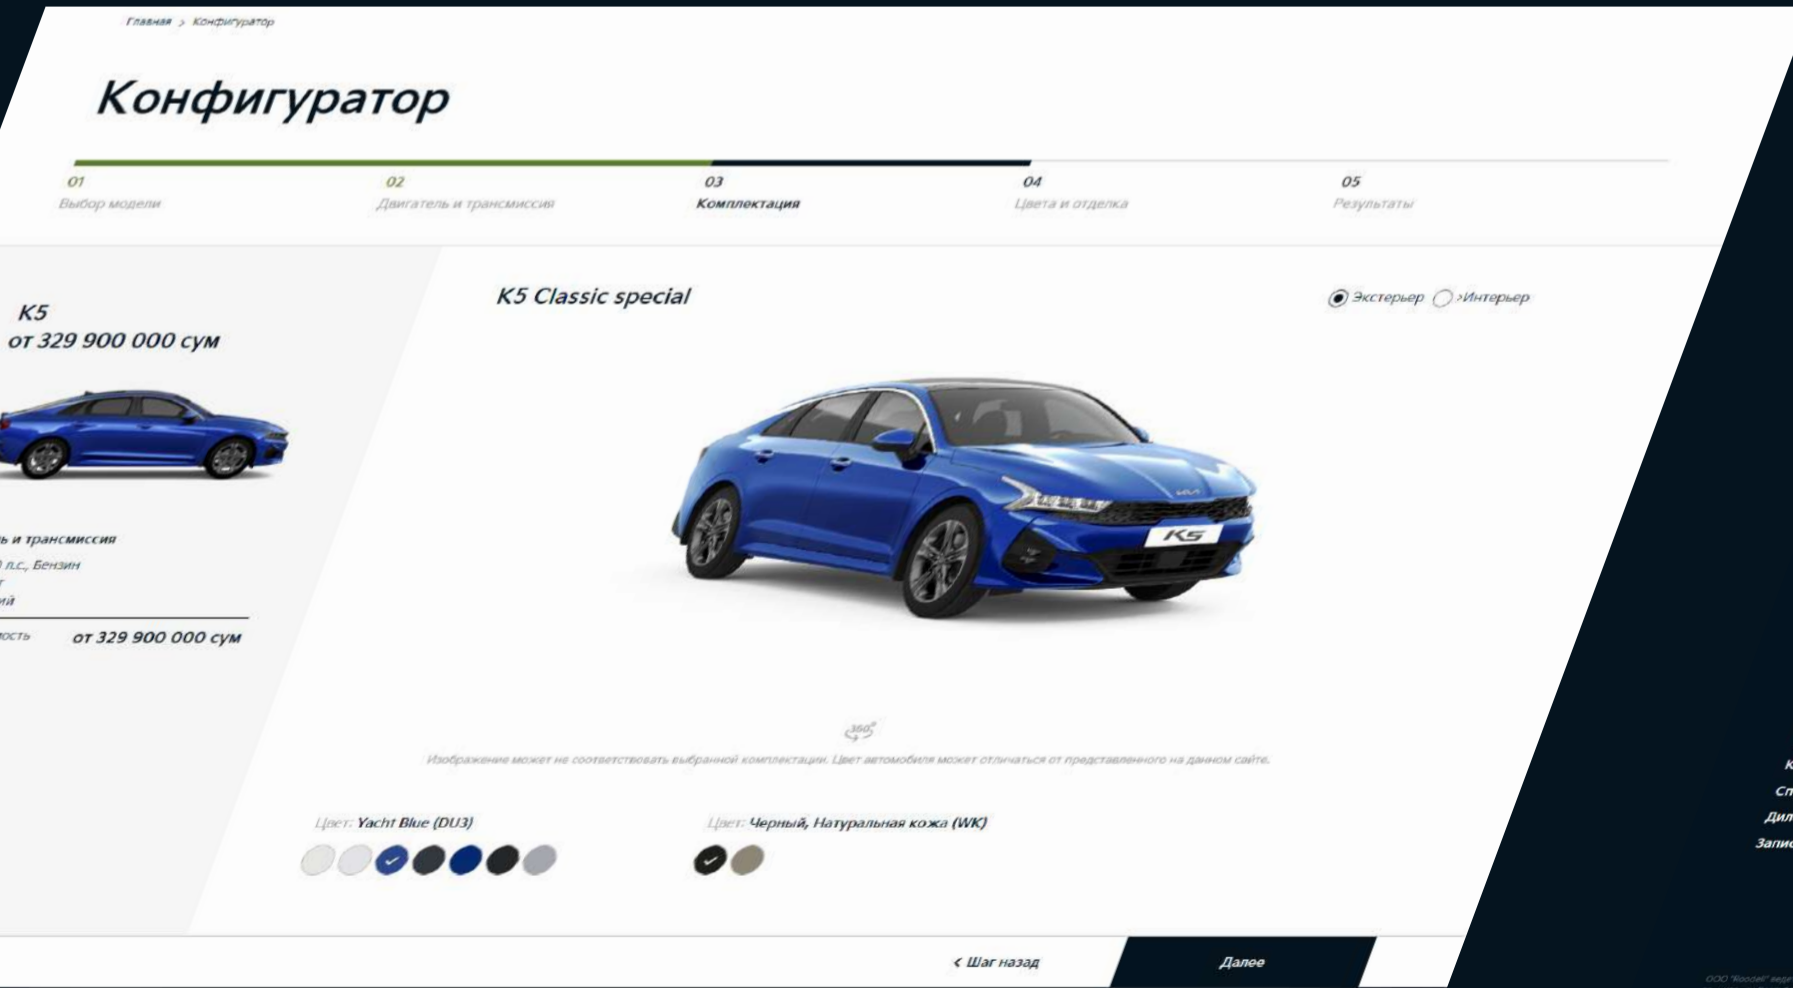 Главная > Конфигуратор
Конфигуратор
01
Выбор модели
02
Двигатель и трансмиссия
03
Комплектация
04
Цвета и отделка
05
Результаты
K5
от 329 900 000 сум
и трансмиссия
л.с., Бензин
от 329 900 000 сум
K5 Classic special
Экстерьер
Интерьер
K5
360°
Изображение может не соответствовать выбранной комплектации. Цвет автомобиля может отличаться от представленного на данном сайте.
Цвет: Yacht Blue (DU3)
Цвет: Черный, Натуральная кожа (WK)
< Шаг назад
Далее